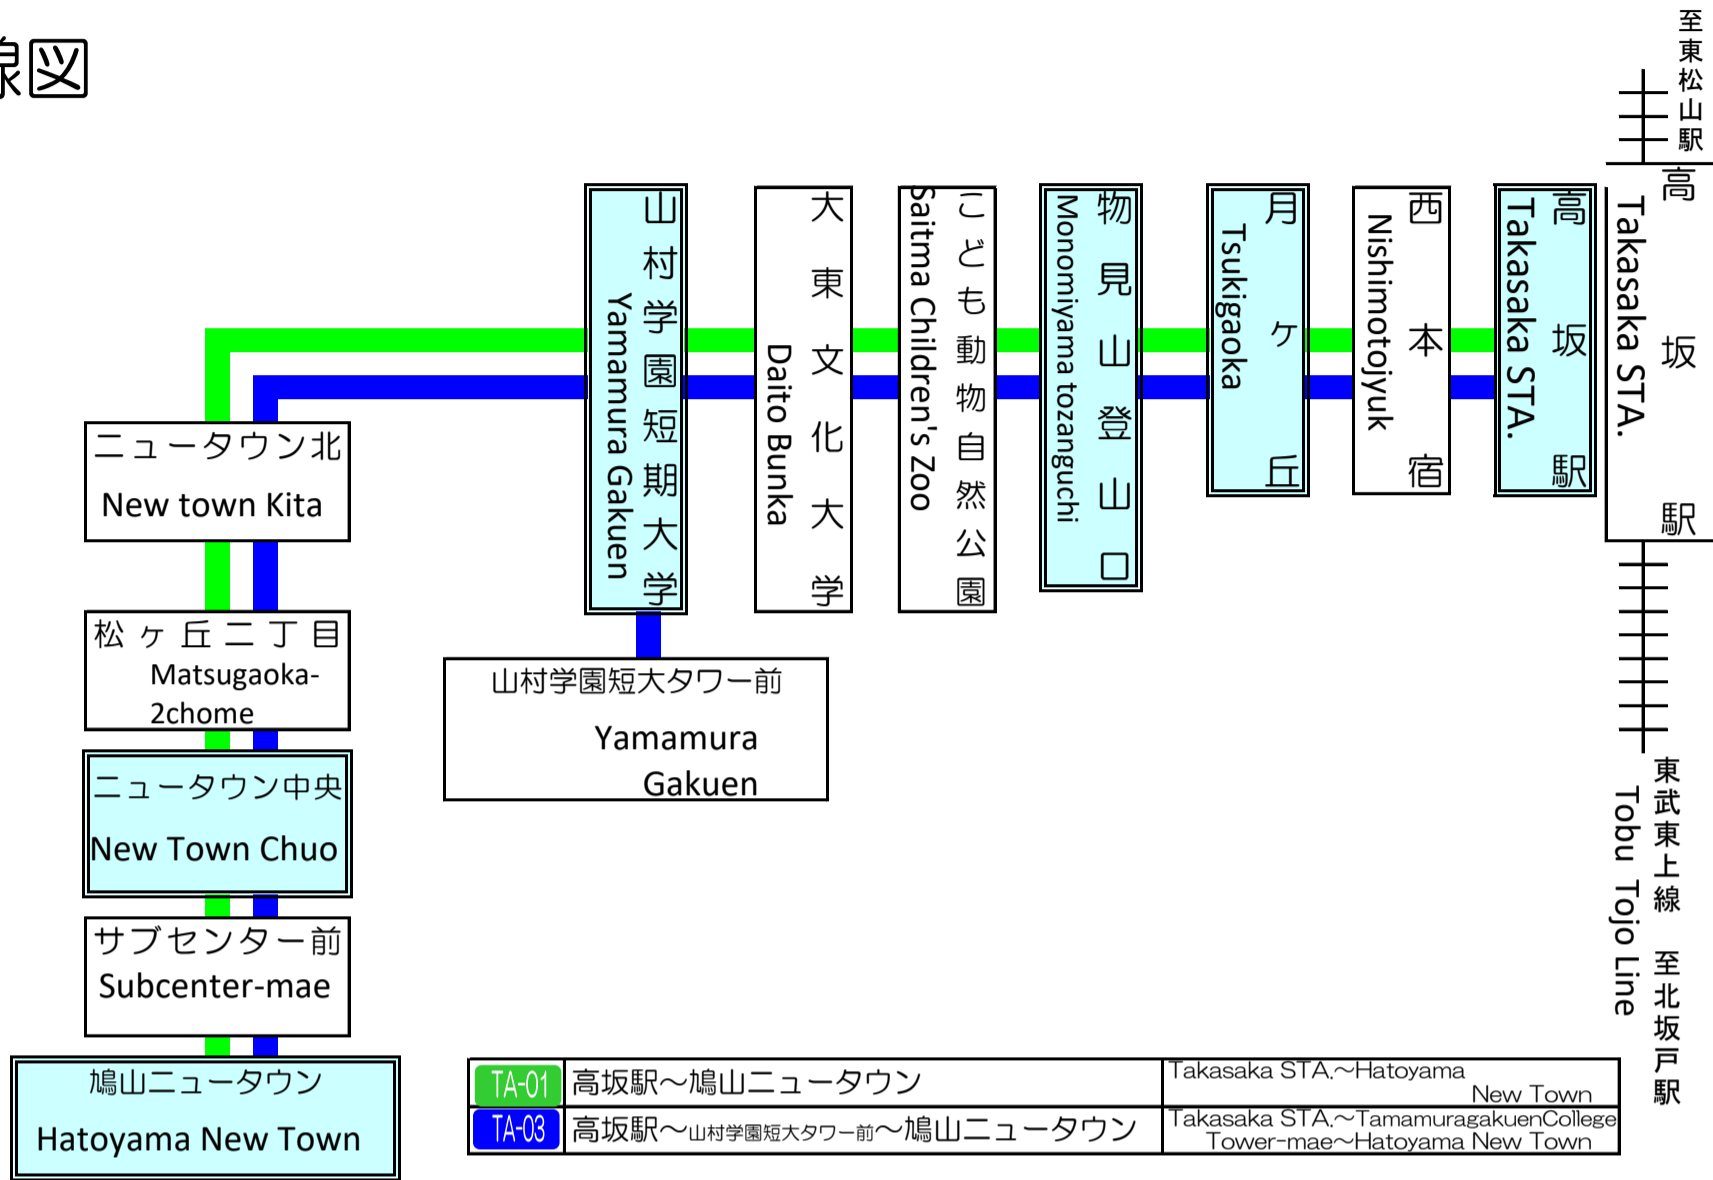 線図
至東松山駅
高坂駅
Takasaka STA.
高坂駅
Takasaka STA.
西本宿
Nishimotojyuk
月ヶ丘
Tsukigaoka
物見山登山口
Monomiyama tozanguchi
こども動物自然公園
Saitma Children's Zoo
大東文化大学
Daito Bunka
山村学園短期大学
Yamamura Gakuen
山村学園短大タワー前
Yamamura
Gakuen
ニュータウン北
New town Kita
松ヶ丘二丁目
Matsugaoka-
2chome
ニュータウン中央
New Town Chuo
サブセンター前
Subcenter-mae
鳩山ニュータウン
Hatoyama New Town
東武東上線 至北坂戸駅
Tobu Tojo Line
TA-01 高坂駅～鳩山ニュータウン Takasaka STA.~Hatoyama
New Town
TA-03 高坂駅～山村学園短大タワー前～鳩山ニュータウン Takasaka STA.~TamamuragakuenCollege
Tower-mae~Hatoyama New Town